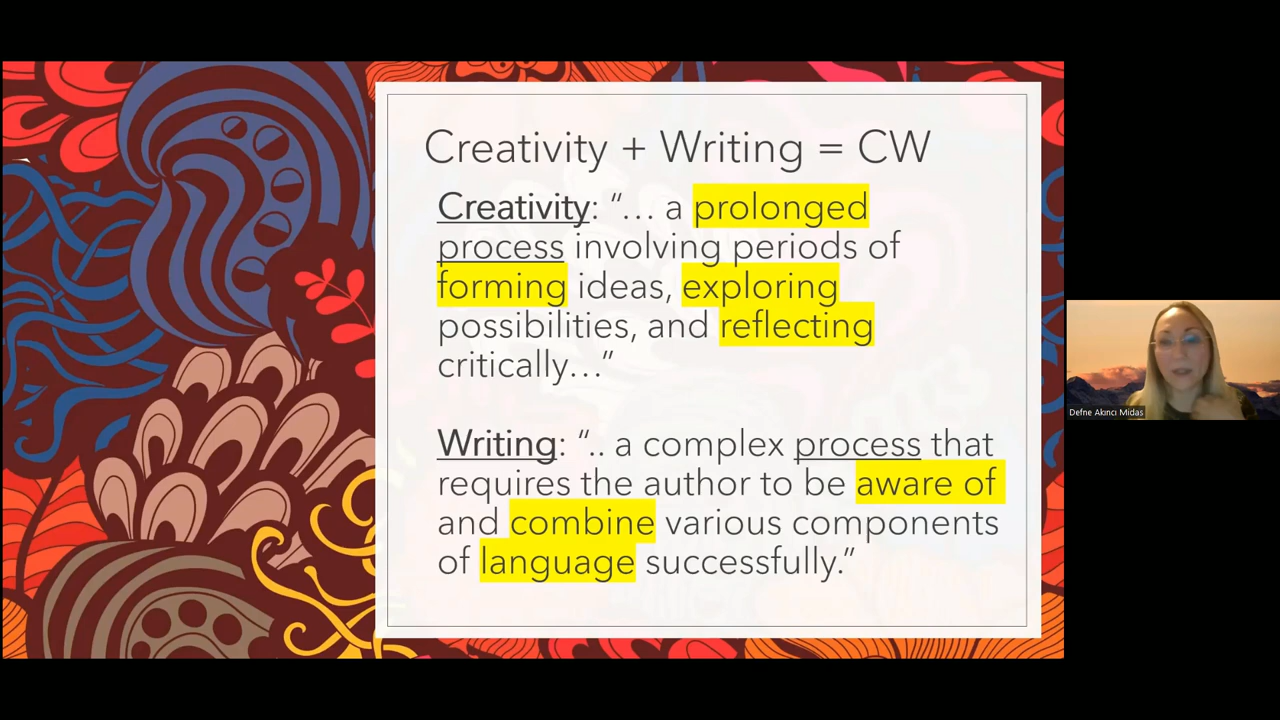 Creativity + Writing = CW
Creativity: “... a prolonged
process involving periods of
forming ideas, exploring
possibilities, and reflecting
critically...”
Writing: “.. a complex process that
requires the author to be aware of
and combine various components
of language successfully.”
Defne Akıncı Midas